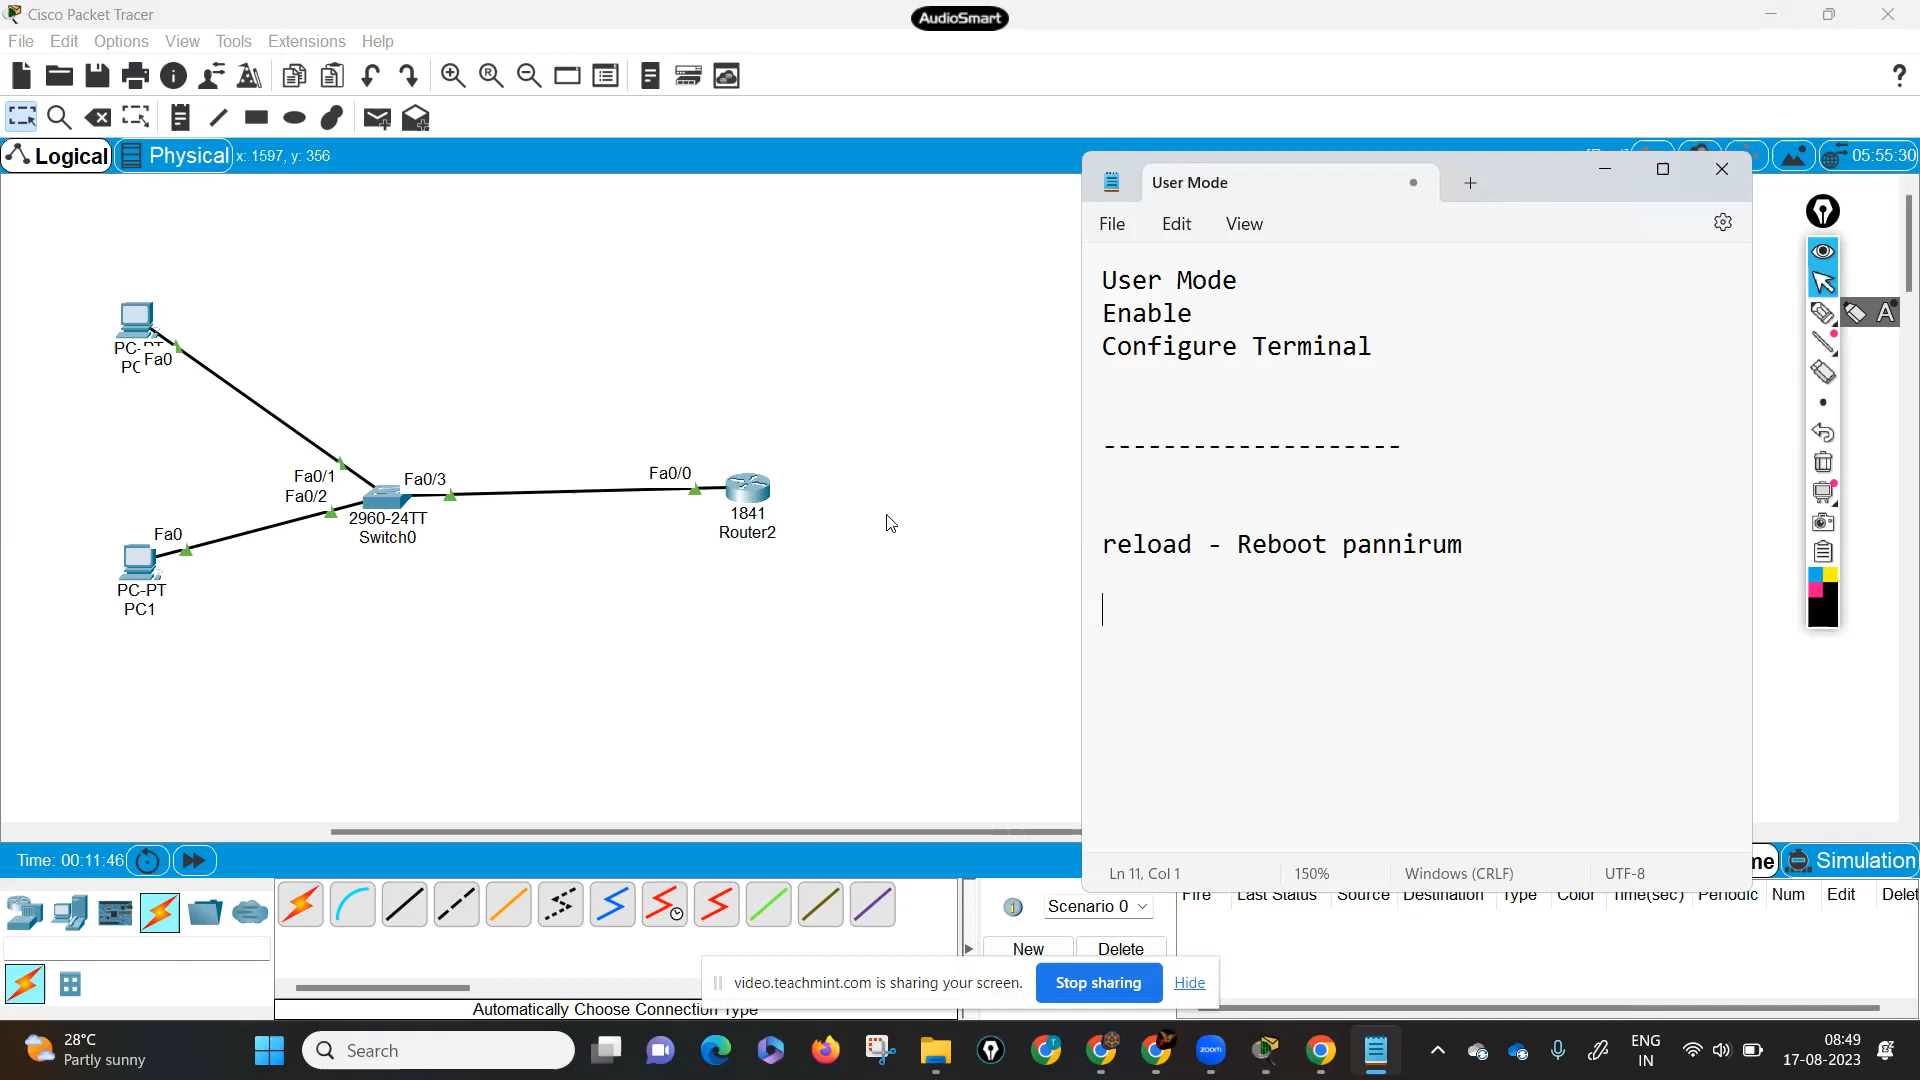 Cisco Packet Tracer
AudioSmart
File Edit Options View Tools Extensions Help
Logical Physical x: 1597, y: 356
05:55:30
User Mode
File Edit View
User Mode
Enable
Configure Terminal
--------------------
reload - Reboot pannirum
Ln 11, Col 1 150% Windows (CRLF) UTF-8
Fa0
Fa0/1
Fa0/2
Fa0/3
2960-24TT
Switch0
Fa0/0
1841
Router2
Fa0
PC-PT
PC1
A
Time: 00:11:46
Simulation
Scenario 0
New Delete
Fire Last Status Source Destination Type Color Time(sec) Periodic Num Edit Delet
video.teachmint.com is sharing your screen. Stop sharing Hide
Automatically Choose Connection Type
28°C
Partly sunny
Search
zoom
ENG
IN
08:49
17-08-2023